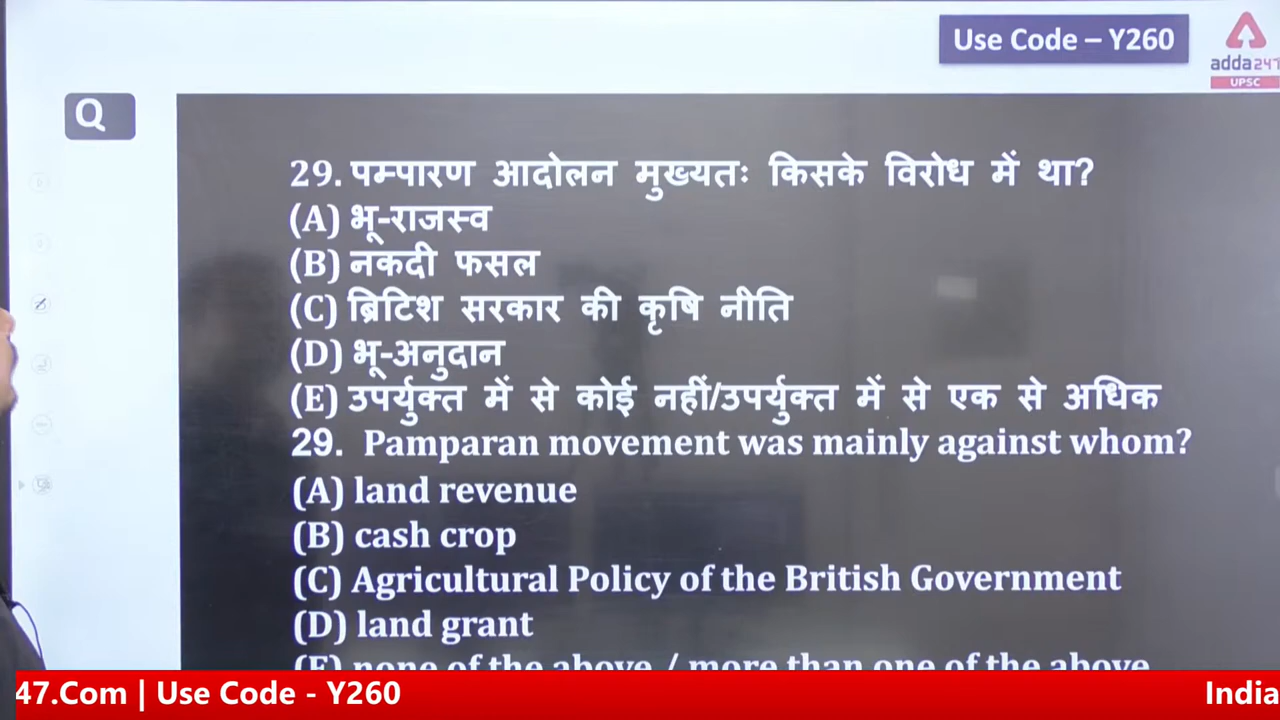 Use Code – Y260
adda247
UPSC
Q
29. पम्पारण आदोलन मुख्यतः किसके विरोध में था?
(A) भू-राजस्व
(B) नकदी फसल
(C) ब्रिटिश सरकार की कृषि नीति
(D) भू-अनुदान
(E) उपर्युक्त में से कोई नहीं/उपर्युक्त में से एक से अधिक
29. Pamparan movement was mainly against whom?
(A) land revenue
(B) cash crop
(C) Agricultural Policy of the British Government
(D) land grant
(E) none of the above / more than one of the above
47.Com | Use Code - Y260
India